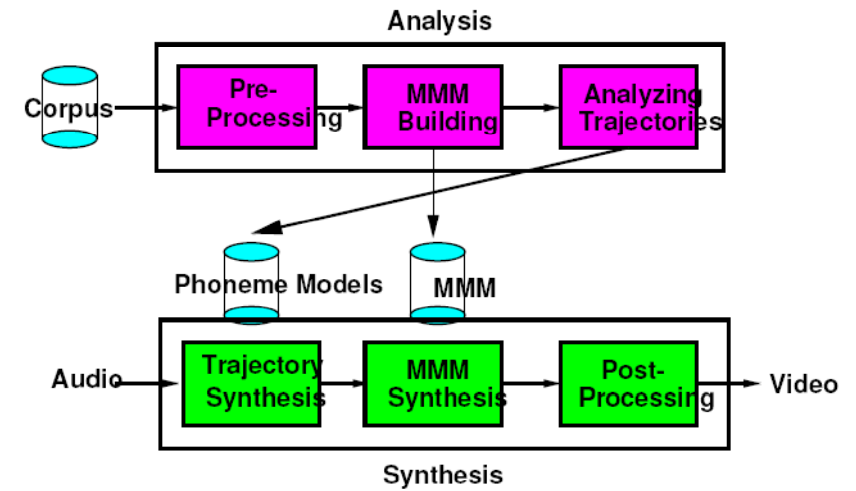 Analysis
Corpus
Pre-
Processing
MMM
Building
Analyzing
Trajectories
Phoneme Models
MMM
Audio
Trajectory
Synthesis
MMM
Synthesis
Post-
Processing
Video
Synthesis